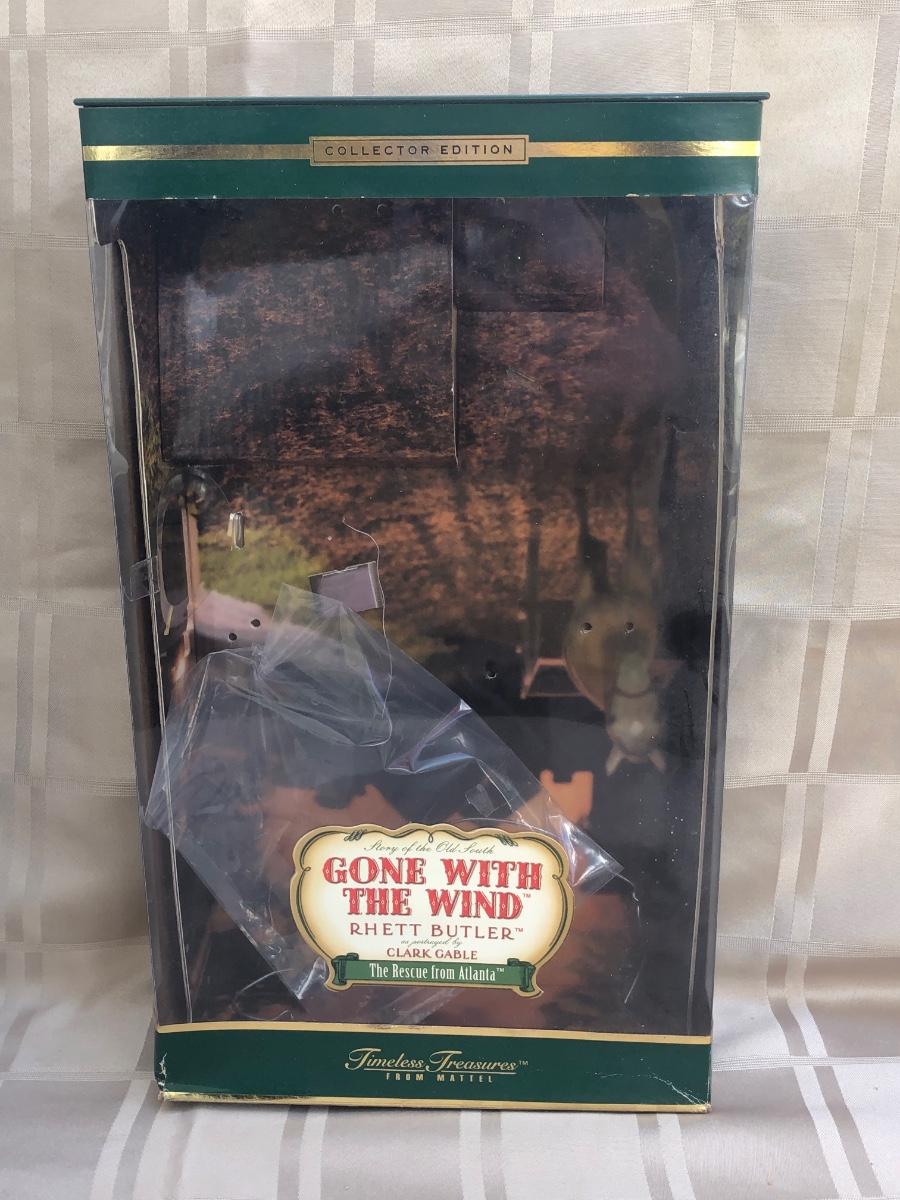 COLLECTOR EDITION
Story of the Old South
GONE WITH
THE WIND™
RHETT BUTLER™
as portrayed by
CLARK GABLE
The Rescue from Atlanta™
Timeless Treasures™
FROM MATTEL